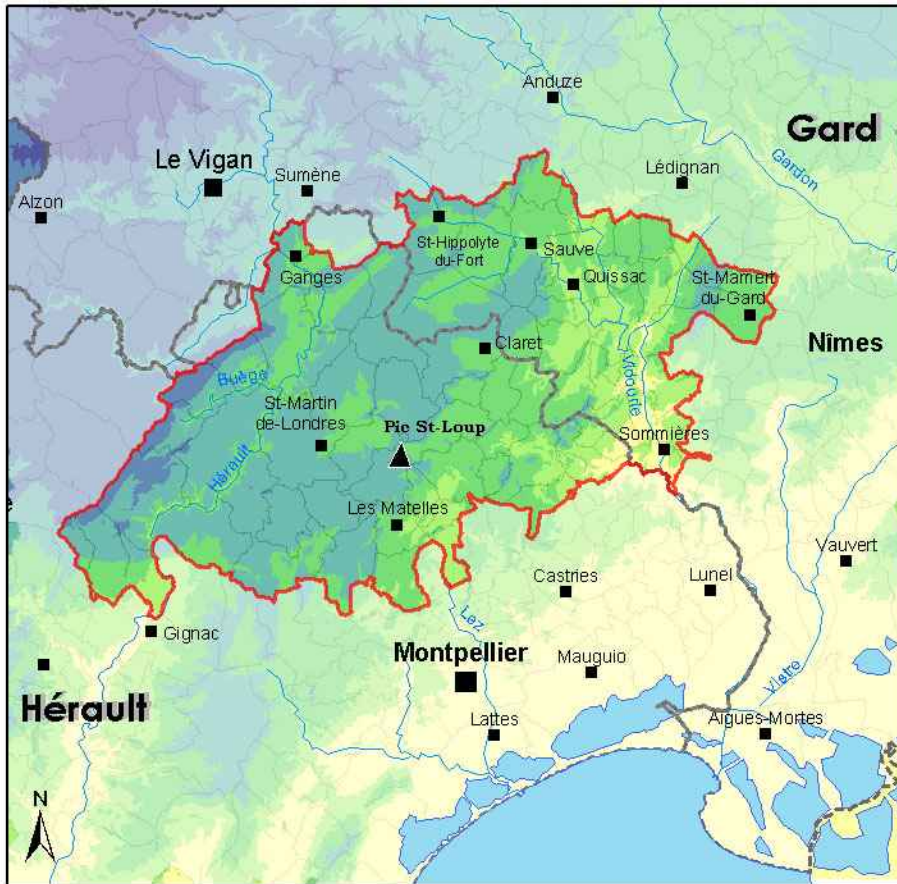 Anduze
Gard
Le Vigan
Sumène
Lédignan
Gardon
Alzon
St-Hippolyte
du-Fort
Sauve
Ganges
Quissac
St-Mamert
du-Gard
Nîmes
Claret
Buège
Vidourle
St-Martin
de-Londres
Pic St-Loup
Sommières
Hérault
e
Les Matelles
Vauvert
Castries
Lunel
Lez
Gignac
Montpellier
Mauguio
Vistre
Hérault
Lattes
Aigues-Mortes
N